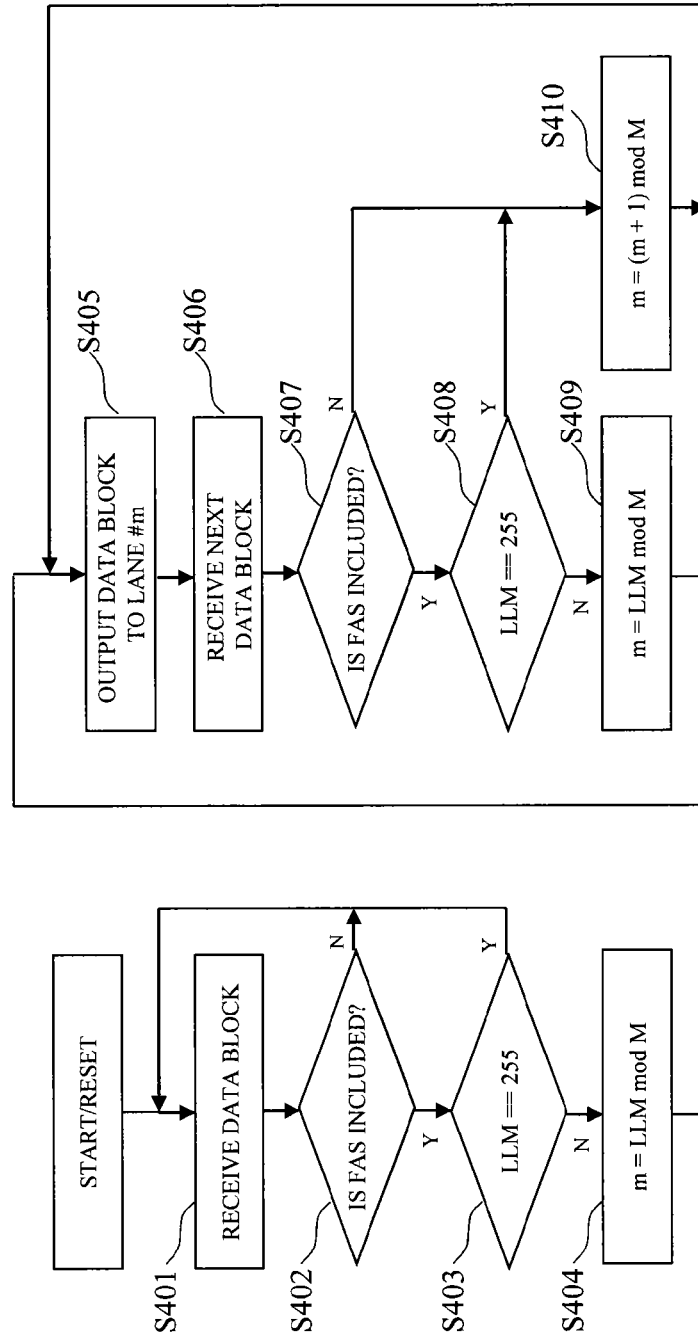 START/RESET
S401
RECEIVE DATA BLOCK
S402
IS FAS INCLUDED?
N
Y
S403
LLM == 255
Y
N
S404
m = LLM mod M
OUTPUT DATA BLOCK
TO LANE #m
S405
RECEIVE NEXT
DATA BLOCK
S406
IS FAS INCLUDED?
S407
N
Y
LLM == 255
S408
Y
N
m = LLM mod M
S409
m = (m + 1) mod M
S410